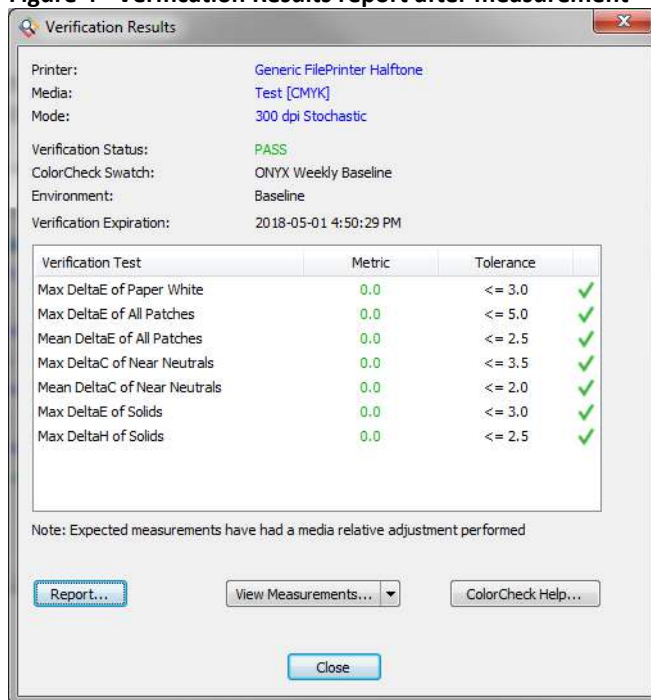 Figure 4 - Verification Results report after measurement
Verification Results
Printer: Generic FilePrinter Halftone
Media: Test [CMYK]
Mode: 300 dpi Stochastic
Verification Status: PASS
ColorCheck Swatch: ONYX Weekly Baseline
Environment: Baseline
Verification Expiration: 2018-05-01 4:50:29 PM
Verification Test Metric Tolerance
Max DeltaE of Paper White 0.0 <= 3.0
Max DeltaE of All Patches 0.0 <= 5.0
Mean DeltaE of All Patches 0.0 <= 2.5
Max DeltaC of Near Neutrals 0.0 <= 3.5
Mean DeltaC of Near Neutrals 0.0 <= 2.0
Max DeltaE of Solids 0.0 <= 3.0
Max DeltaH of Solids 0.0 <= 2.5
Note: Expected measurements have had a media relative adjustment performed
Report... View Measurements... ColorCheck Help...
Close